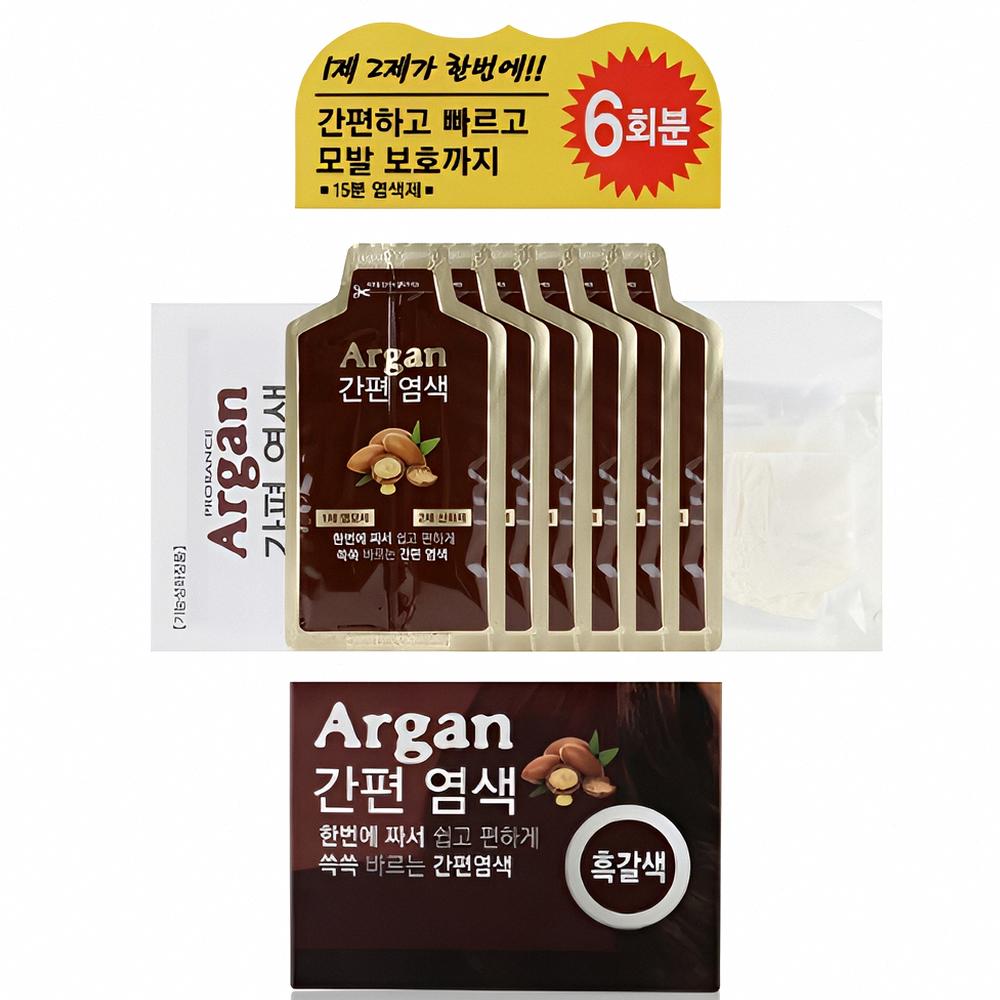 1제 2제가 한번에!!
간편하고 빠르고
모발 보호까지
▪15분 염색제▪
6회분
Argan
간편 염색
1제 염모제
2제 산화제
한번에 짜서 쉽고 편하게
쓱쓱 바르는 간편 염색
PRORANCE
Argan
간편 염색
[기능성화장품]
Argan
간편 염색
한번에 짜서 쉽고 편하게
쓱쓱 바르는 간편염색
흑갈색